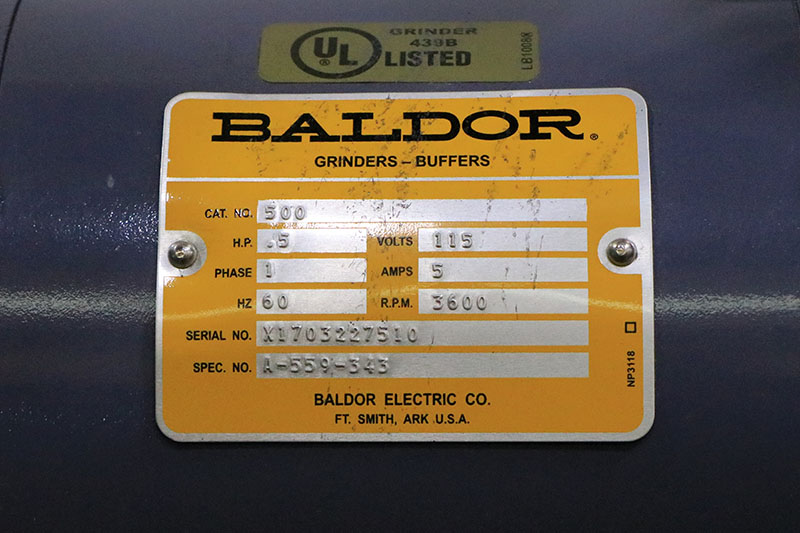 UL
®
GRINDER
439B
LISTED
LB1008K
BALDOR®
GRINDERS – BUFFERS
CAT. NO. 500
H.P. .5 VOLTS 115
PHASE 1 AMPS 5
HZ 60 R.P.M. 3600
SERIAL NO. X1703227510
SPEC. NO. A-559-343
NP3118
BALDOR ELECTRIC CO.
FT. SMITH, ARK U.S.A.